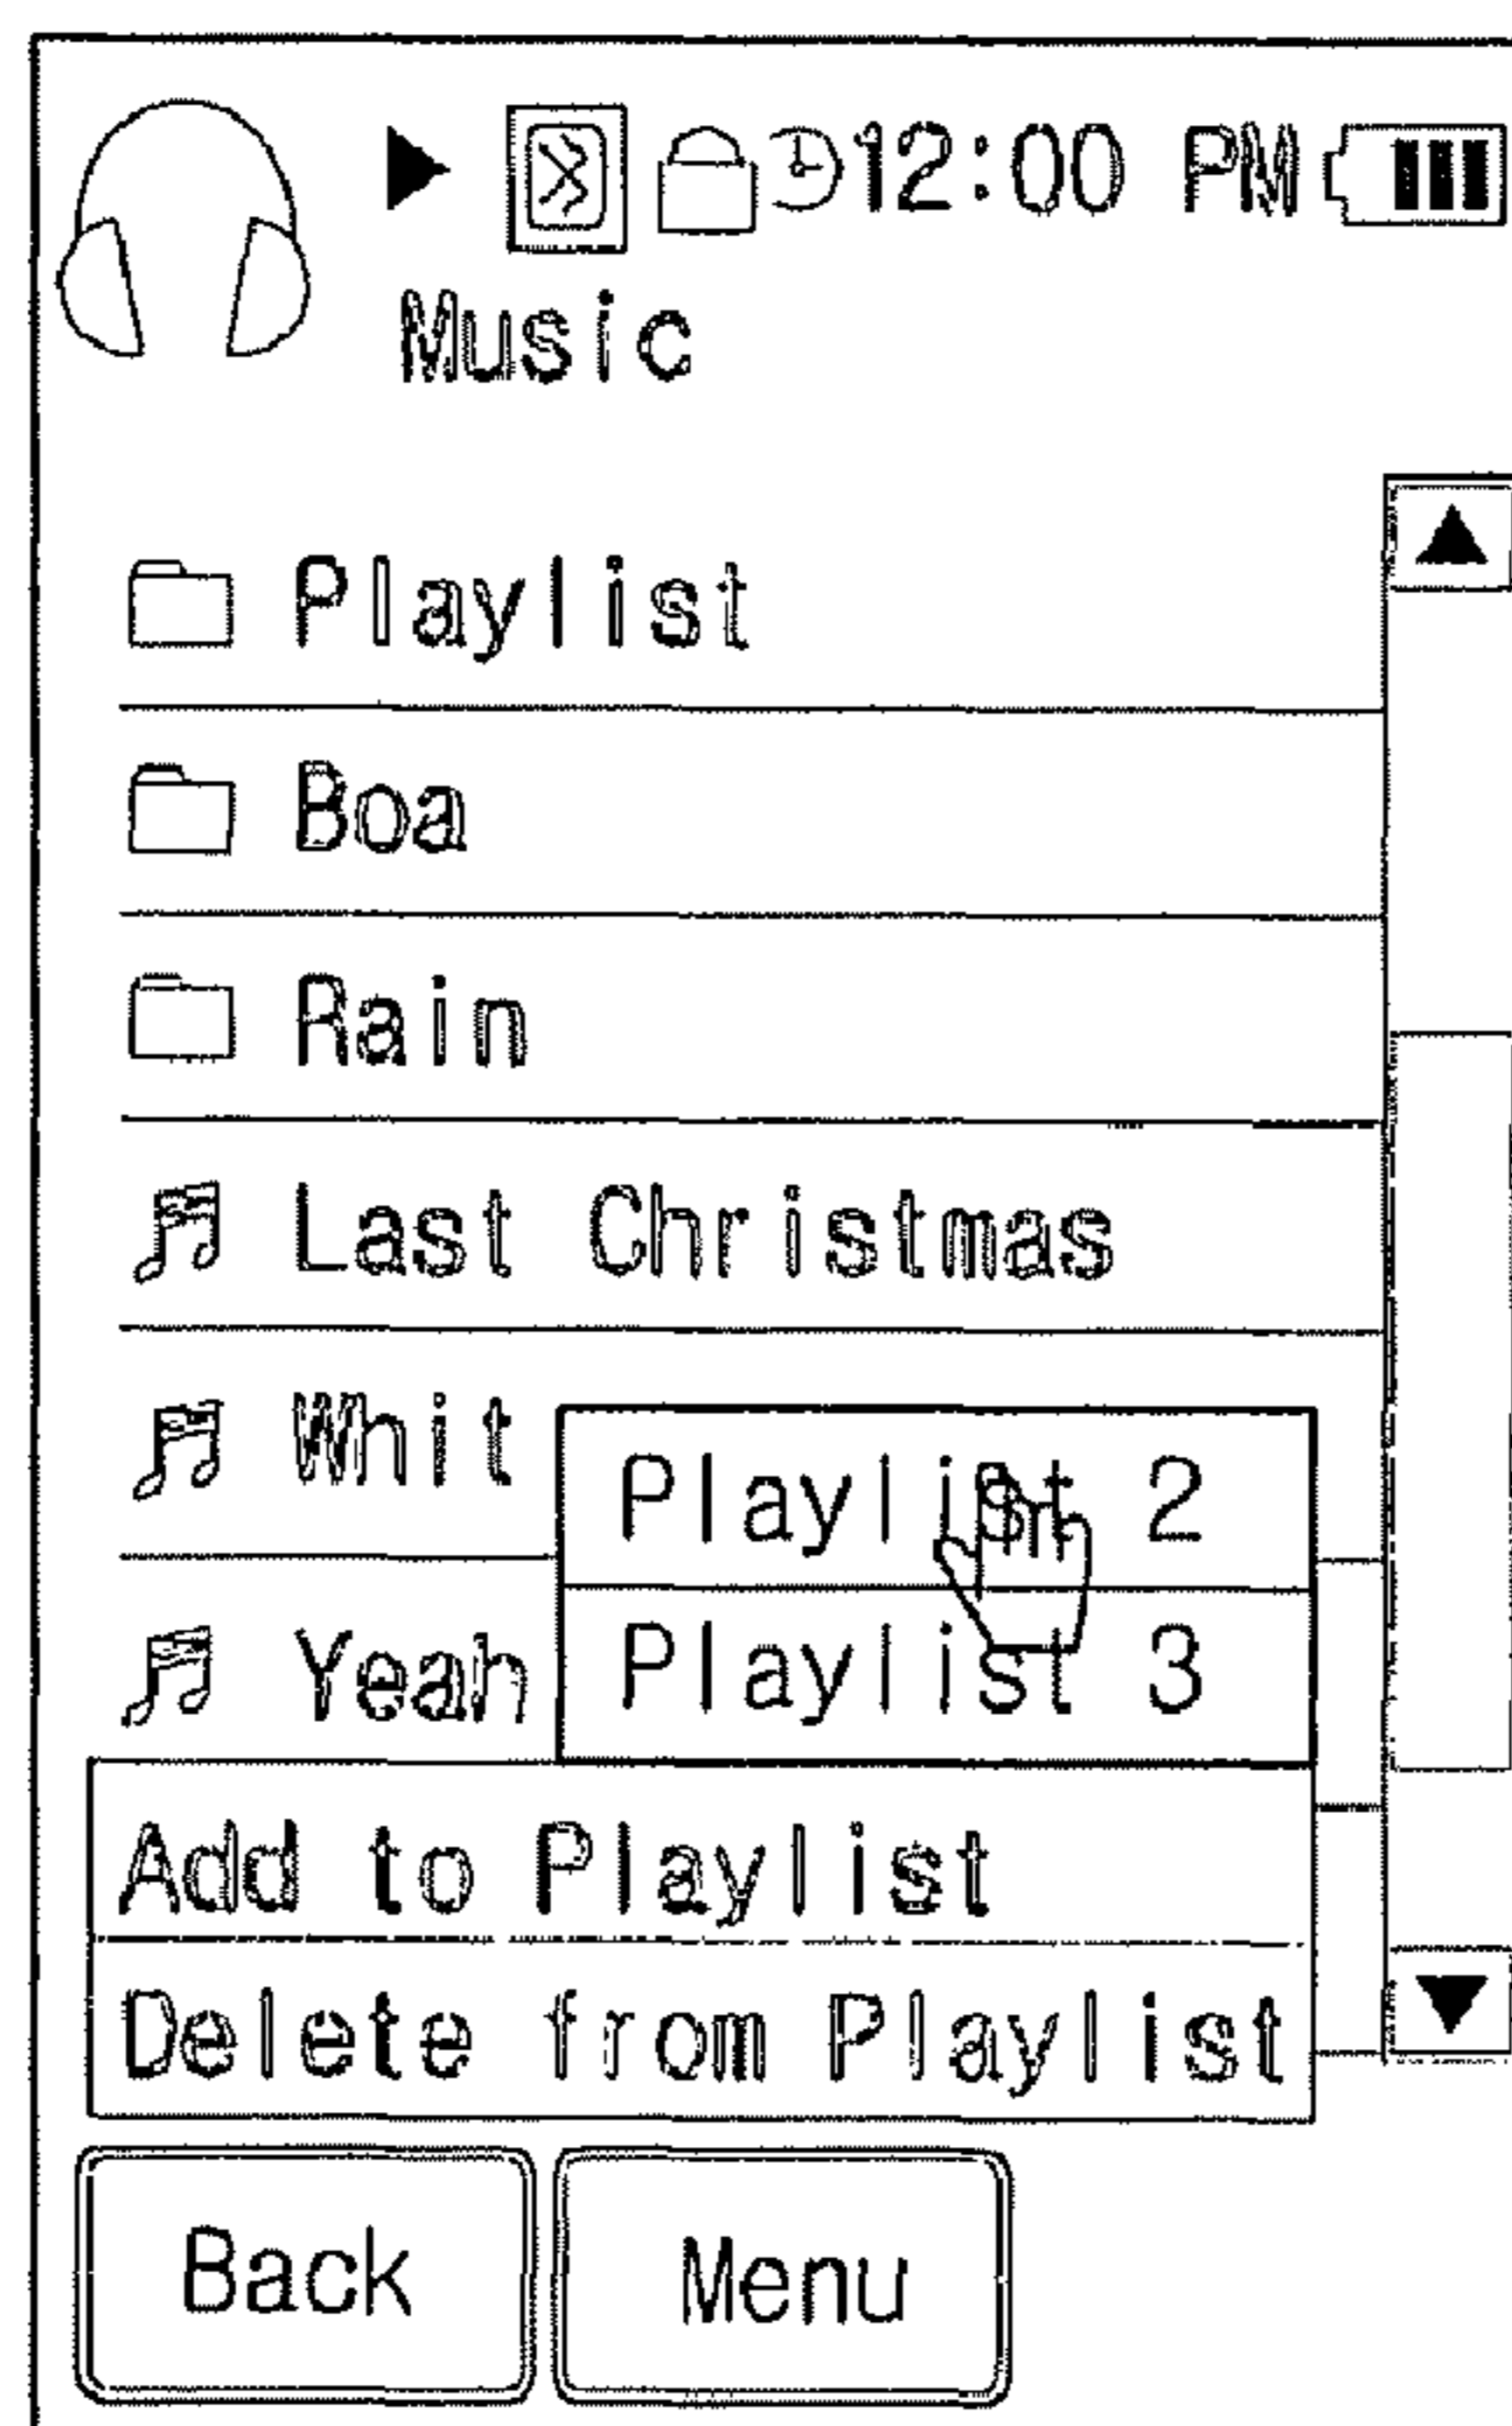 12:00 PM
Music
Playlist
Boa
Rain
Last Christmas
Whit
Playlist 2
Yeah
Playlist 3
Add to Playlist
Delete from Playlist
Back
Menu